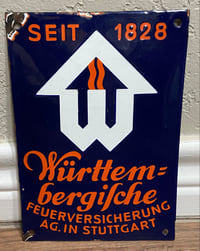 SEIT 1828
W
Württem=
bergiſche
FEUERVERSICHERUNG
AG. IN STUTTGART